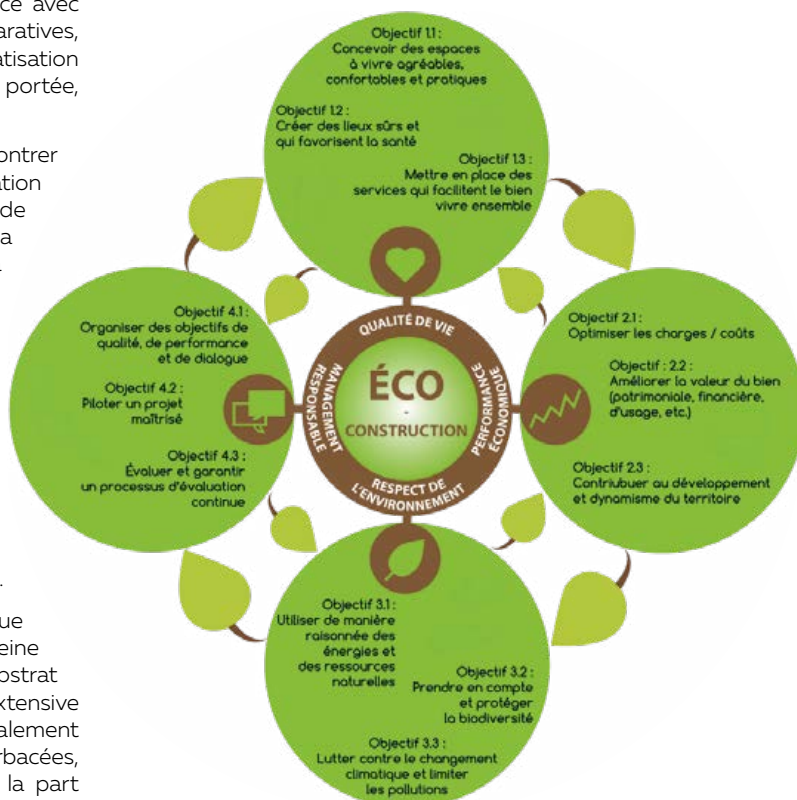 ce avec
aratives,
atisation
portée,
ontrer
ation
de
a
ue
eine
ostrat
extensive
alement
rbacées,
la part
Objectif 1.1 :
Concevoir des espaces
à vivre agréables,
confortables et pratiques
Objectif 1.2 :
Créer des lieux sûrs et
qui favorisent la santé
Objectif 1.3 :
Mettre en place des
services qui facilitent le bien
vivre ensemble
Objectif 4.1 :
Organiser des objectifs de
qualité, de performance
et de dialogue
Objectif 4.2 :
Piloter un projet
maîtrisé
Objectif 4.3 :
Évaluer et garantir
un processus d'évaluation
continue
QUALITÉ DE VIE
MANAGEMENT
RESPONSABLE
ÉCO
-
CONSTRUCTION
PERFORMANCE
ÉCONOMIQUE
RESPECT DE
L'ENVIRONNEMENT
Objectif 2.1 :
Optimiser les charges / coûts
Objectif : 2.2 :
Améliorer la valeur du bien
(patrimoniale, financière,
d'usage, etc.)
Objectif 2.3 :
Contriubuer au développement
et dynamisme du territoire
Objectif 3.1 :
Utiliser de manière
raisonnée des
énergies et
des ressources
naturelles
Objectif 3.2 :
Prendre en compte
et protéger
la biodiversité
Objectif 3.3 :
Lutter contre le changement
climatique et limiter
les pollutions